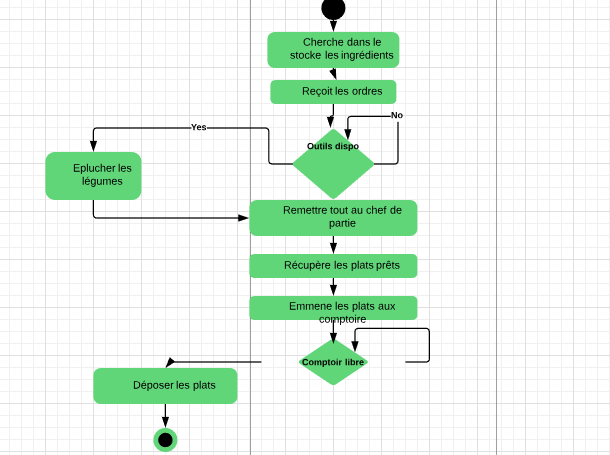 Cherche dans le
stocke les ingrédients
Reçoit les ordres
No
Yes
Outils dispo
Eplucher les
légumes
Remettre tout au chef de
partie
Récupère les plats prêts
Emmene les plats aux
comptoire
Comptoir libre
Déposer les plats